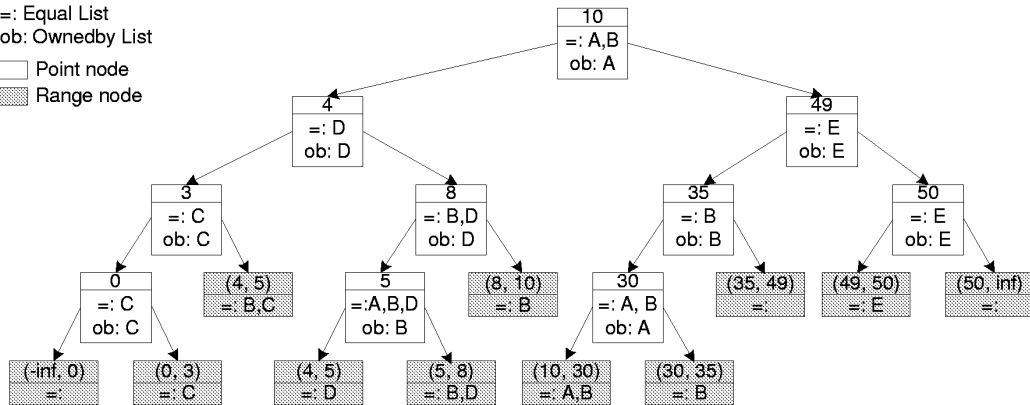 =: Equal List
ob: Ownedby List
Point node
Range node
10
=: A,B
ob: A
4
=: D
ob: D
49
=: E
ob: E
3
=: C
ob: C
8
=: B,D
ob: D
35
=: B
ob: B
50
=: E
ob: E
0
=: C
ob: C
(4, 5)
=: B,C
5
=:A,B,D
ob: B
(8, 10)
=: B
30
=: A, B
ob: A
(35, 49)
=:
(49, 50)
=: E
(50, inf)
=:
(-inf, 0)
=:
(0, 3)
=: C
(4, 5)
=: D
(5, 8)
=: B,D
(10, 30)
=: A,B
(30, 35)
=: B